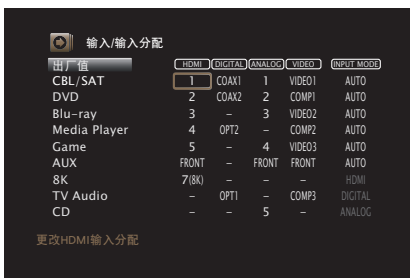 输入/输入分配
出厂值 HDMI DIGITAL ANALOG VIDEO INPUT MODE
CBL/SAT 1 COAX1 1 VIDEO1 AUTO
DVD 2 COAX2 2 COMP1 AUTO
Blu-ray 3 – 3 VIDEO2 AUTO
Media Player 4 OPT2 – COMP2 AUTO
Game 5 – 4 VIDEO3 AUTO
AUX FRONT – FRONT FRONT AUTO
8K 7(8K) – – – HDMI
TV Audio – OPT1 – COMP3 DIGITAL
CD – – 5 – ANALOG
更改HDMI输入分配